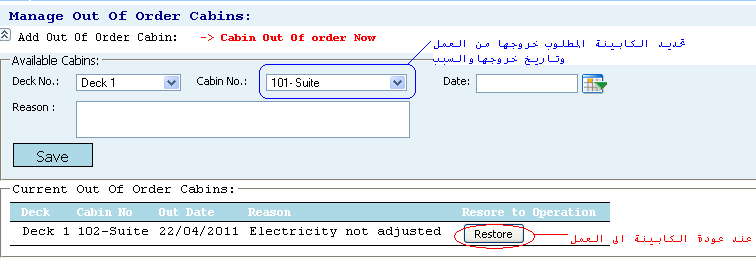 Manage Out Of Order Cabins:
Add Out Of Order Cabin: -> Cabin Out Of order Now
تحديد الكابينة المطلوب خروجها من العمل
وتاريخ خروجها والسبب
Available Cabins:
Deck No.: Deck 1 Cabin No.: 101- Suite Date:
Reason :
Save
Current Out Of Order Cabins:
Deck Cabin No Out Date Reason Resore to Operation
Deck 1 102-Suite 22/04/2011 Electricity not adjusted Restore عند عودة الكابينة الى العمل